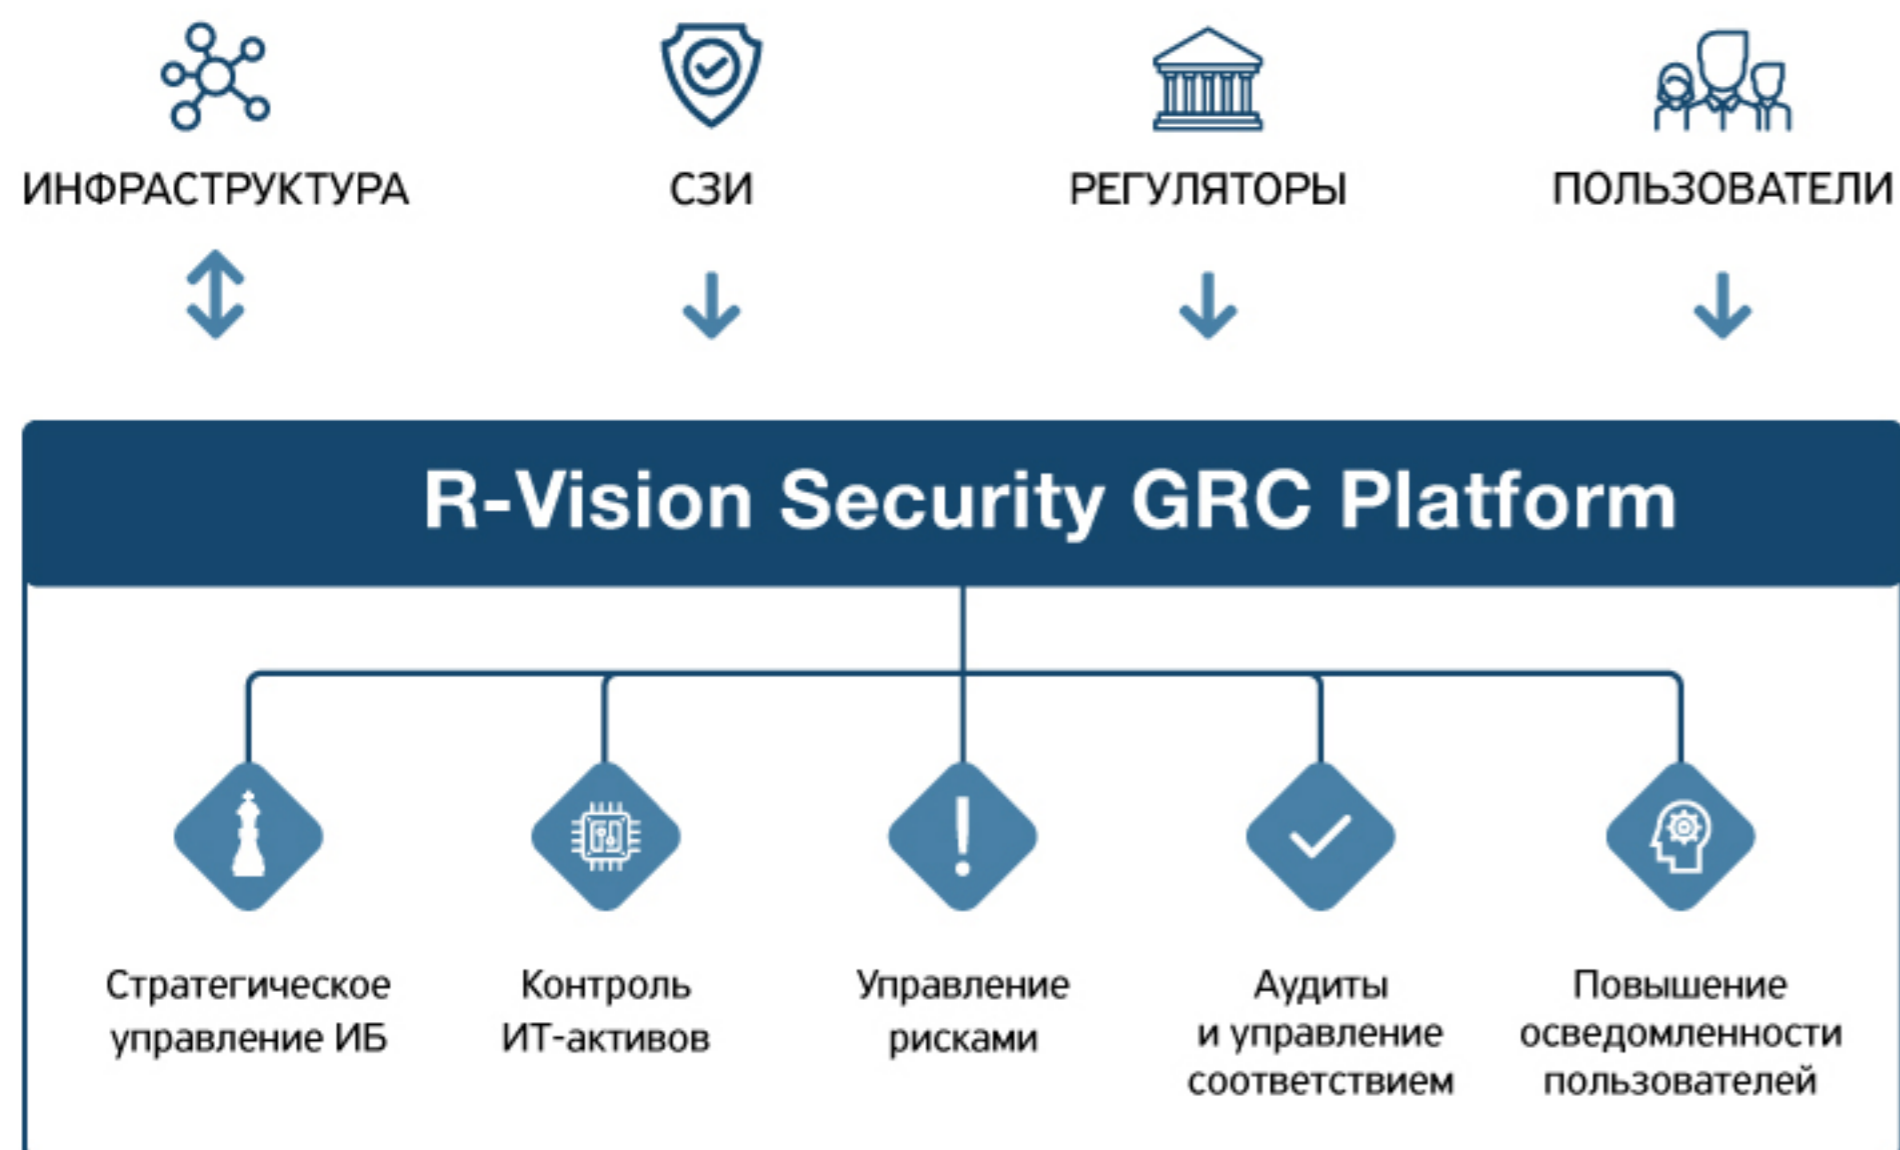 ИНФРАСТРУКТУРА
СЗИ
РЕГУЛЯТОРЫ
ПОЛЬЗОВАТЕЛИ
R-Vision Security GRC Platform
Стратегическое
управление ИБ
Контроль
ИТ-активов
Управление
рисками
Аудиты
и управление
соответствием
Повышение
осведомленности
пользователей